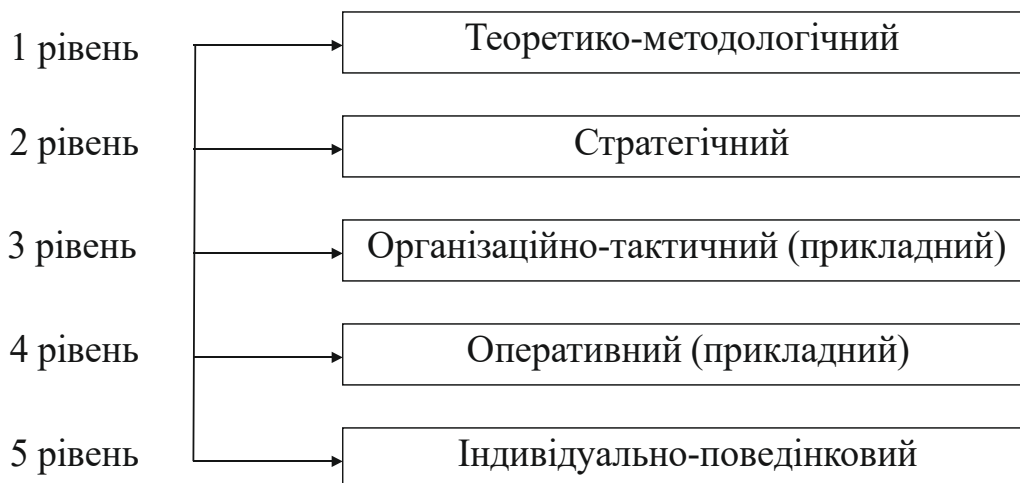 1 рівень Теоретико-методологічний
2 рівень Стратегічний
3 рівень Організаційно-тактичний (прикладний)
4 рівень Оперативний (прикладний)
5 рівень Індивідуально-поведінковий